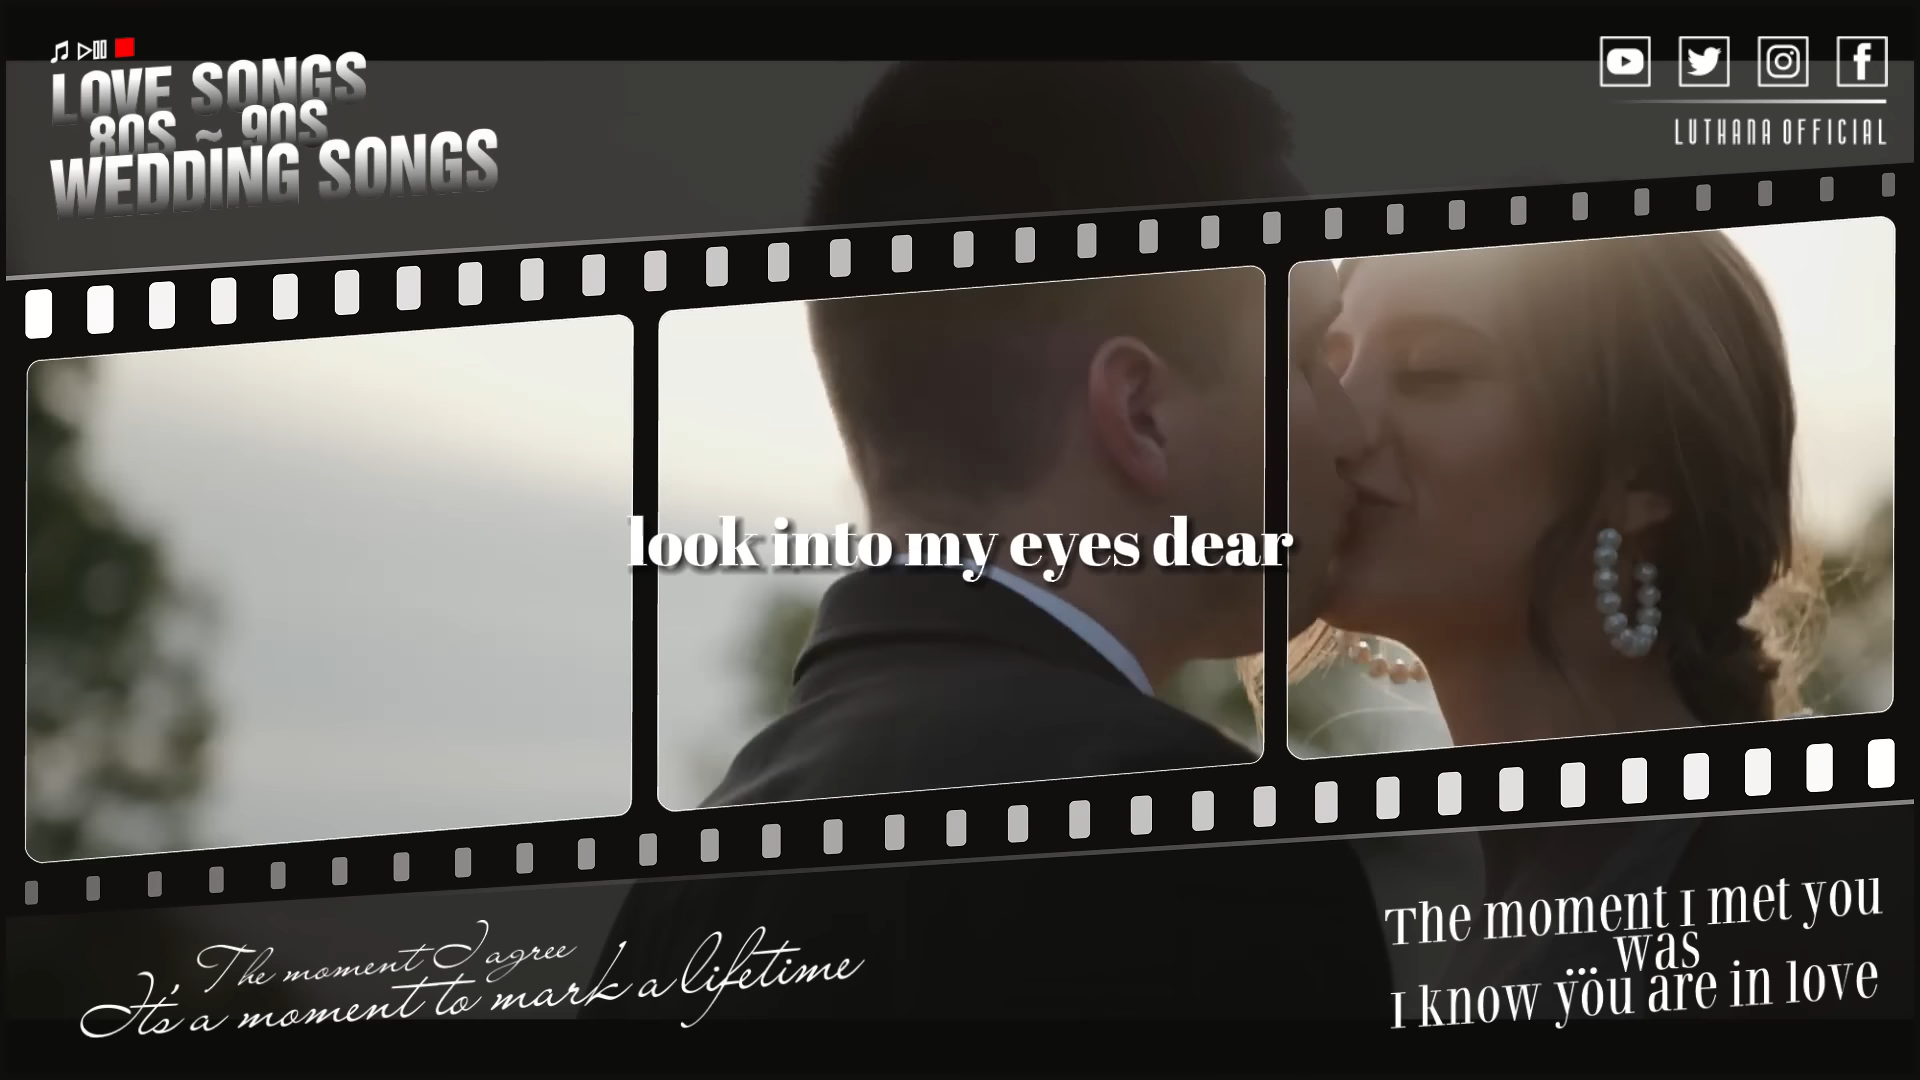 LOVE SONGS
80S ~ 90S
WEDDING SONGS
LUTHANA OFFICIAL
look into my eyes dear
The moment I agree
It's a moment to mark a lifetime
The moment I met you
was
I know yöu are in love